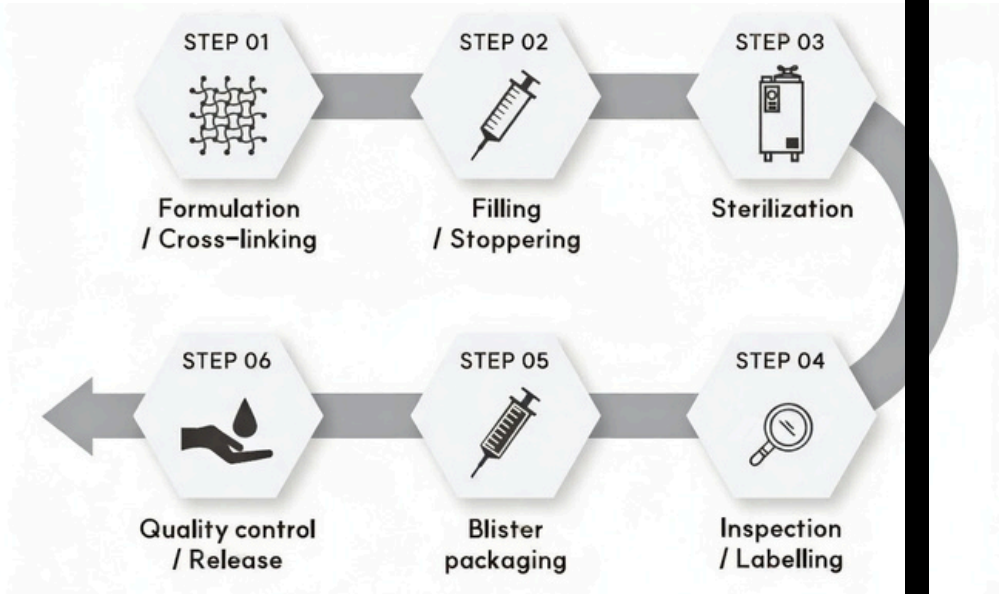 STEP 01
Formulation
/ Cross-linking
STEP 02
Filling
/ Stoppering
STEP 03
Sterilization
STEP 04
Inspection
/ Labelling
STEP 05
Blister
packaging
STEP 06
Quality control
/ Release